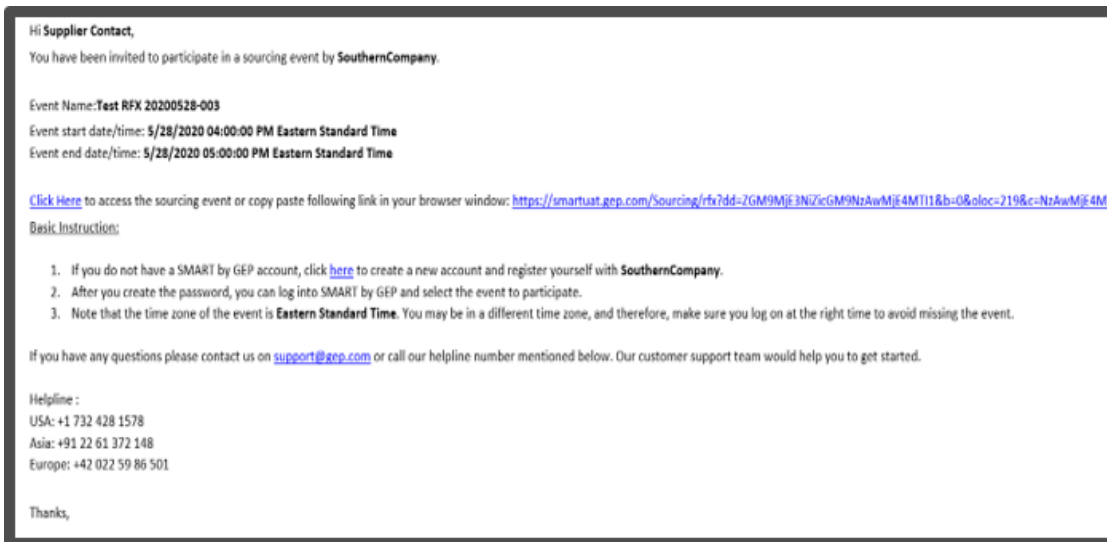 Hi Supplier Contact,
You have been invited to participate in a sourcing event by SouthernCompany.
Event Name:Test RFX 20200528-003
Event start date/time: 5/28/2020 04:00:00 PM Eastern Standard Time
Event end date/time: 5/28/2020 05:00:00 PM Eastern Standard Time
Click Here to access the sourcing event or copy paste following link in your browser window: https://smartuat.gep.com/Sourcing/rfx?dd=ZGM9MjE3NiZicGM9NzAwMjE4MTI1&b=0&oloc=219&c=NzAwMjE4M
Basic Instruction:
1. If you do not have a SMART by GEP account, click here to create a new account and register yourself with SouthernCompany.
2. After you create the password, you can log into SMART by GEP and select the event to participate.
3. Note that the time zone of the event is Eastern Standard Time. You may be in a different time zone, and therefore, make sure you log on at the right time to avoid missing the event.
If you have any questions please contact us on support@gep.com or call our helpline number mentioned below. Our customer support team would help you to get started.
Helpline :
USA: +1 732 428 1578
Asia: +91 22 61 372 148
Europe: +42 022 59 86 501
Thanks,